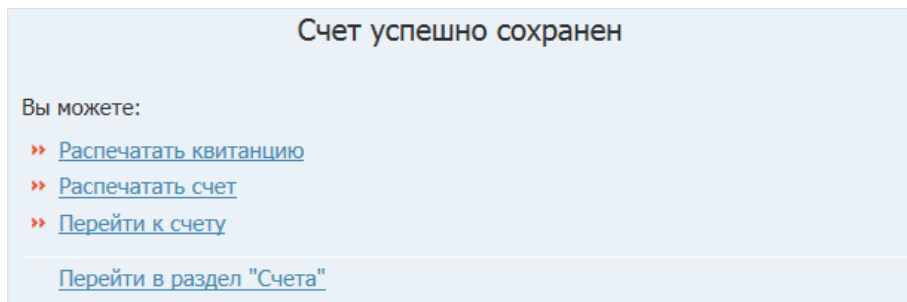 Счет успешно сохранен
Вы можете:
Распечатать квитанцию
Распечатать счет
Перейти к счету
Перейти в раздел "Счета"